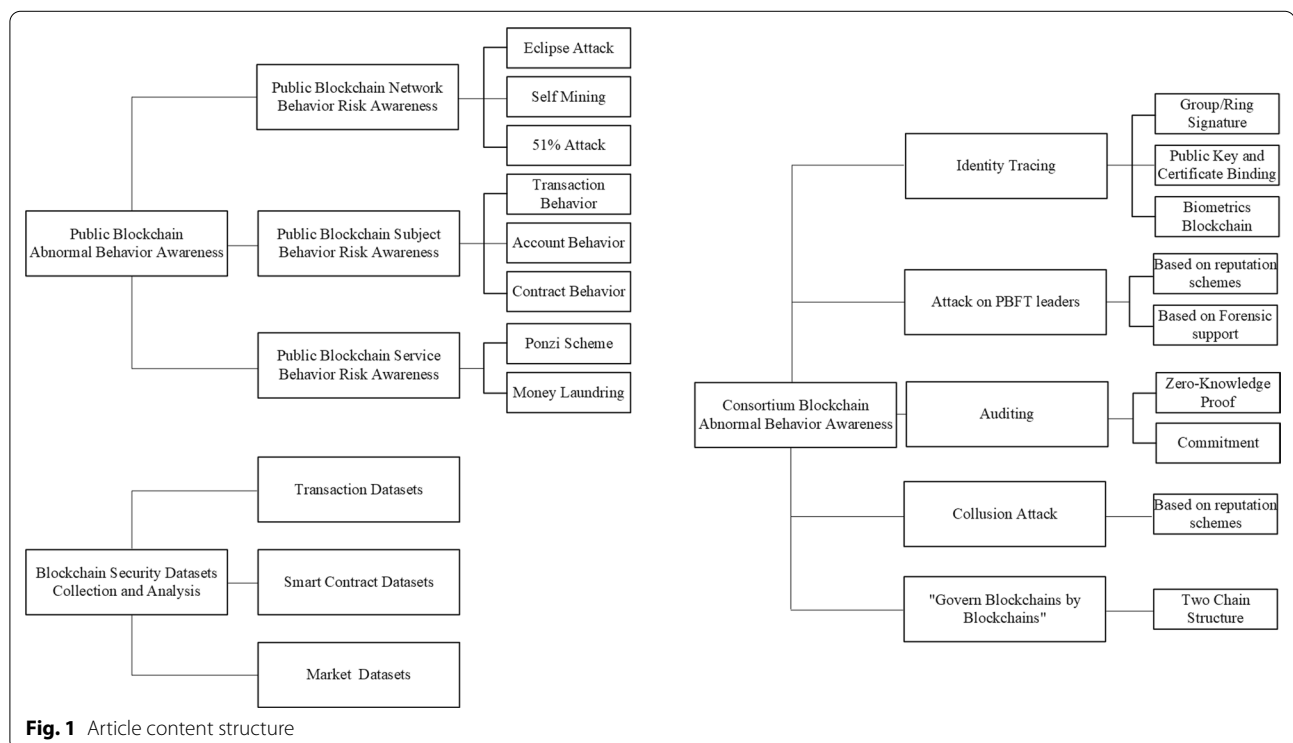 Public Blockchain
Abnormal Behavior Awareness
Public Blockchain Network
Behavior Risk Awareness
Eclipse Attack
Self Mining
51% Attack
Public Blockchain Subject
Behavior Risk Awareness
Transaction
Behavior
Account Behavior
Contract Behavior
Public Blockchain Service
Behavior Risk Awareness
Ponzi Scheme
Money Laundring
Blockchain Security Datasets
Collection and Analysis
Transaction Datasets
Smart Contract Datasets
Market Datasets
Consortium Blockchain
Abnormal Behavior Awareness
Identity Tracing
Group/Ring
Signature
Public Key and
Certificate Binding
Biometrics
Blockchain
Attack on PBFT leaders
Based on reputation
schemes
Based on Forensic
support
Auditing
Zero-Knowledge
Proof
Commitment
Collusion Attack
Based on reputation
schemes
"Govern Blockchains by
Blockchains"
Two Chain
Structure
Fig. 1 Article content structure